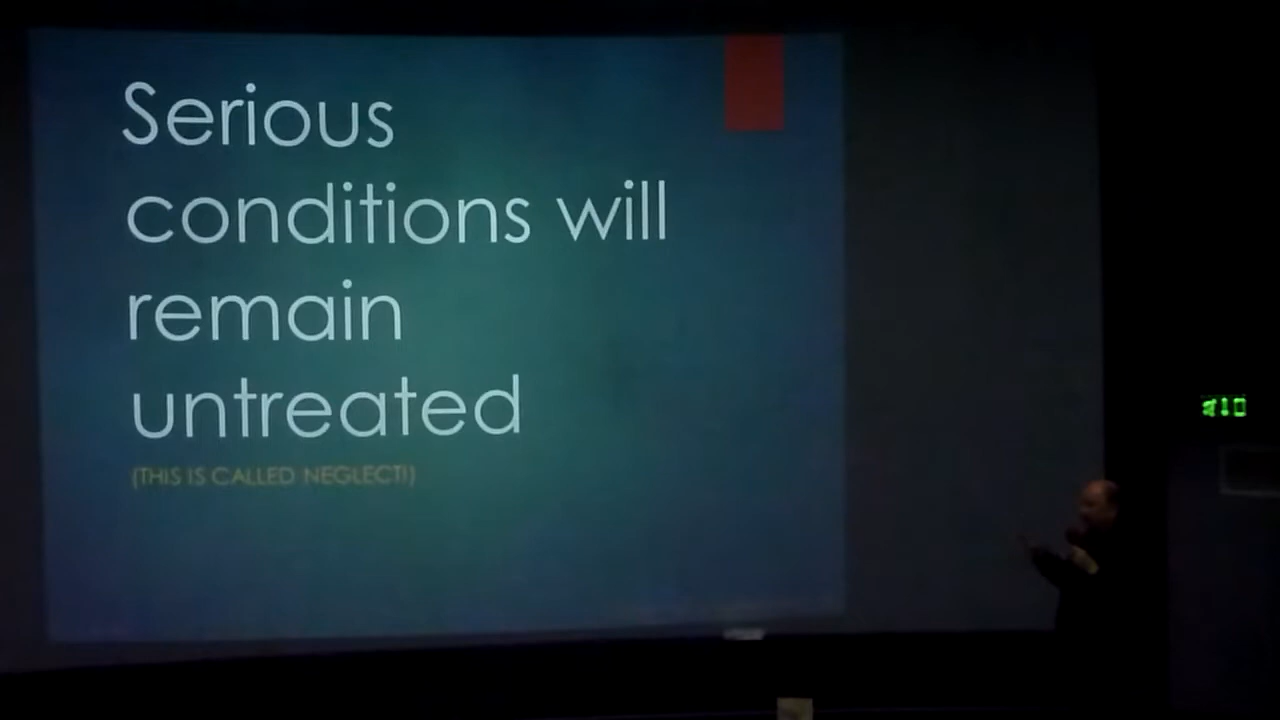 Serious
conditions will
remain
untreated
(THIS IS CALLED NEGLECT!)